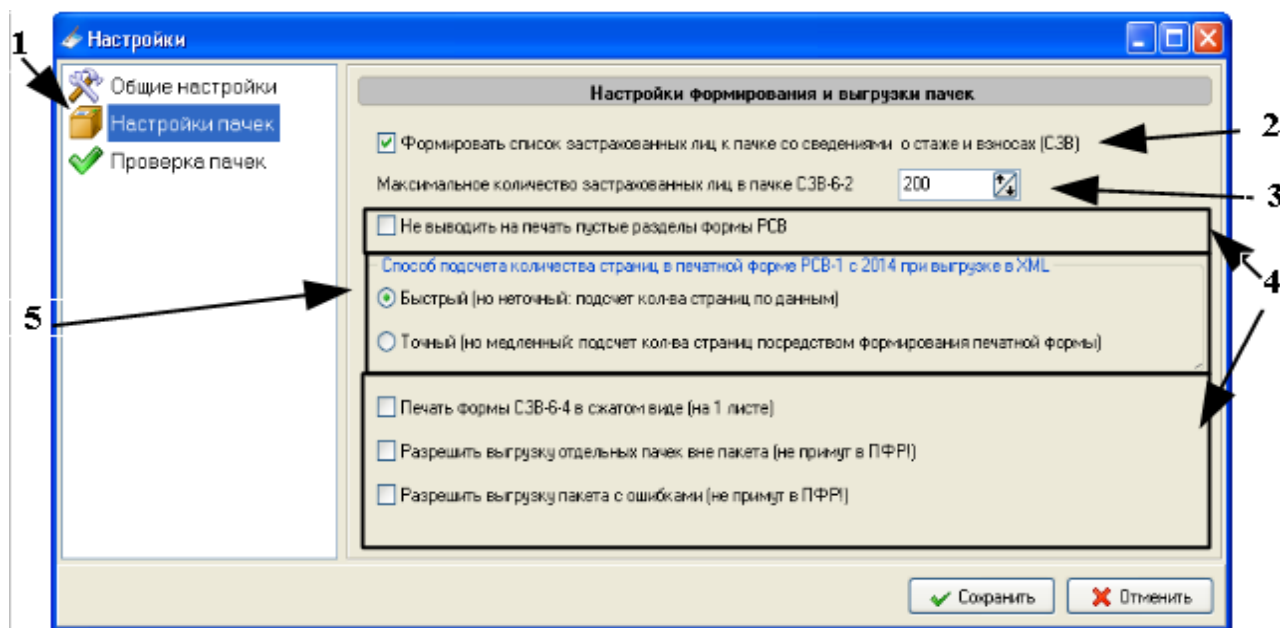 Настройки
1
Общие настройки
Настройки пачек
Проверка пачек
Настройки формирования и выгрузки пачек
Формировать список застрахованных лиц к пачке со сведениями о стаже и взносах (СЗВ)
2
Максимальное количество застрахованных лиц в пачке СЗВ-6-2 200
3
Не выводить на печать пустые разделы формы РСВ
4
Способ подсчета количества страниц в печатной форме РСВ-1 с 2014 при выгрузке в XML
Быстрый (но неточный: подсчет кол-ва страниц по данным)
5
Точный (но медленный: подсчет кол-ва страниц посредством формирования печатной формы)
Печать формы СЗВ-6-4 в сжатом виде (на 1 листе)
Разрешить выгрузку отдельных пачек вне пакета (не примут в ПФР!)
Разрешить выгрузку пакета с ошибками (не примут в ПФР!)
Сохранить
Отменить